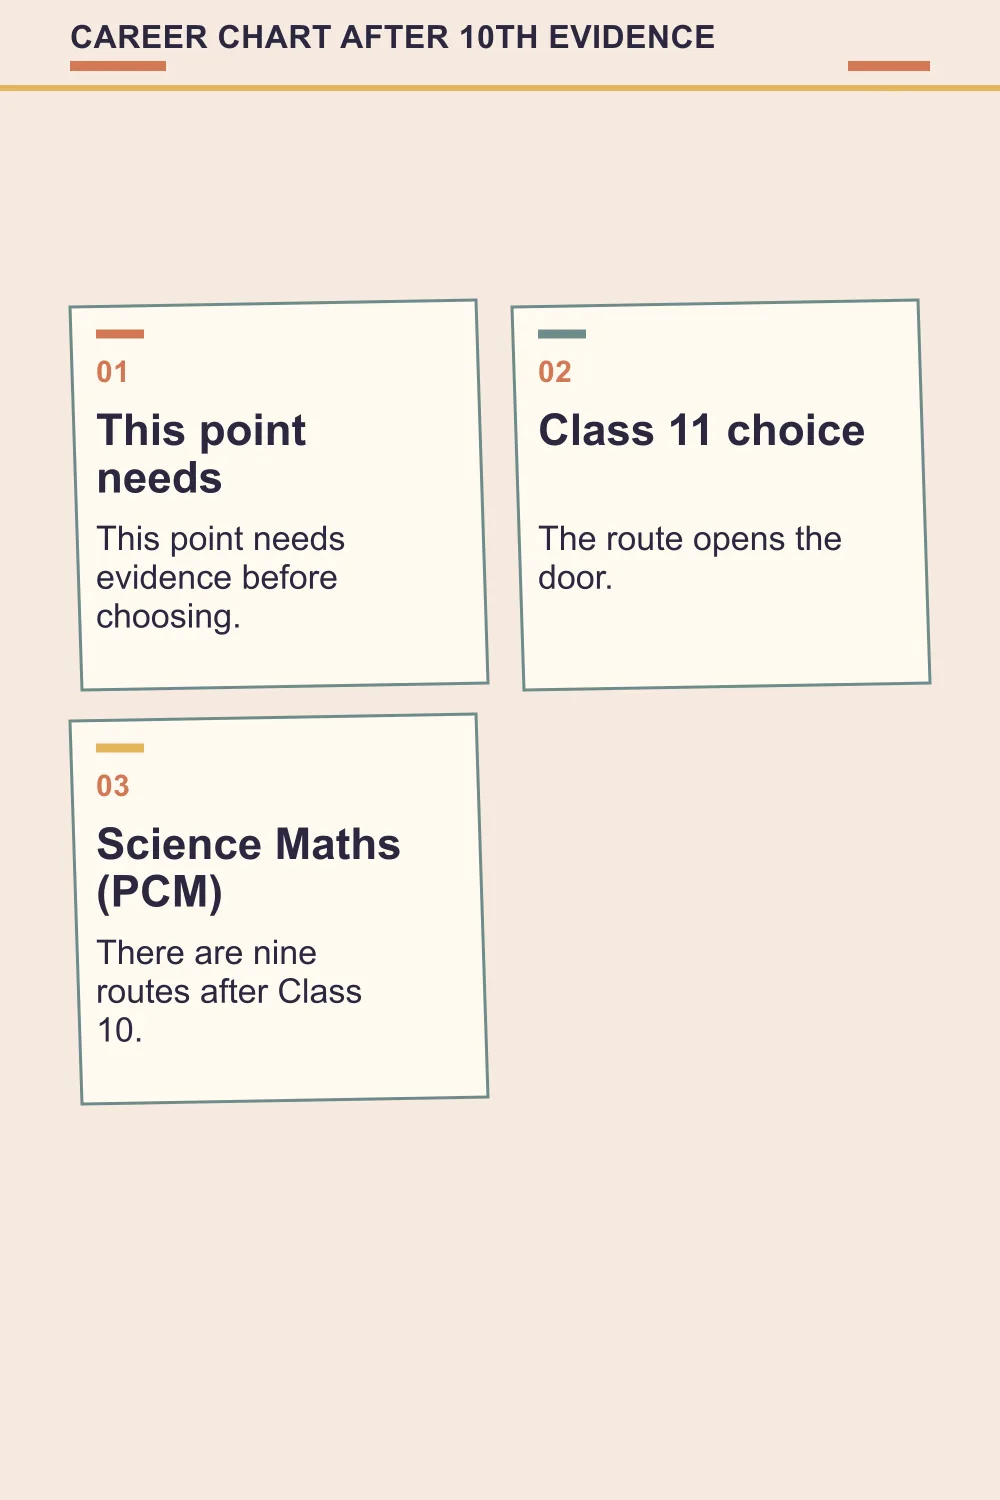 CAREER CHART AFTER 10TH EVIDENCE
01
This point
needs
This point needs
evidence before
choosing.
02
Class 11 choice
The route opens the
door.
03
Science Maths
(PCM)
There are nine
routes after Class
10.